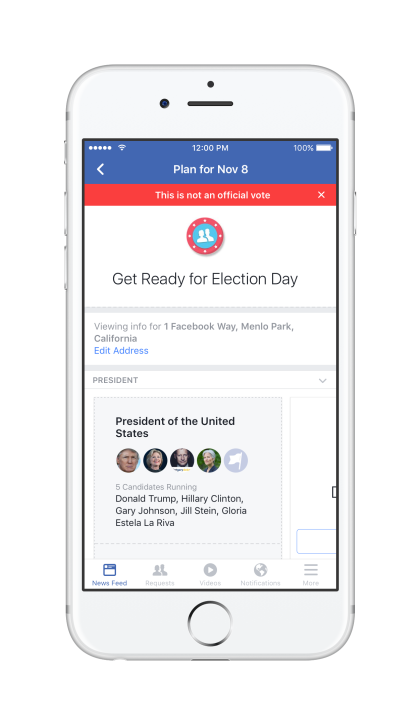 12:00 PM
100%
Plan for Nov 8
This is not an official vote
Get Ready for Election Day
Viewing info for 1 Facebook Way, Menlo Park,
California
Edit Address
PRESIDENT
President of the United
States
5 Candidates Running
Donald Trump, Hillary Clinton,
Gary Johnson, Jill Stein, Gloria
Estela La Riva
News Feed
Requests
Videos
Notifications
More